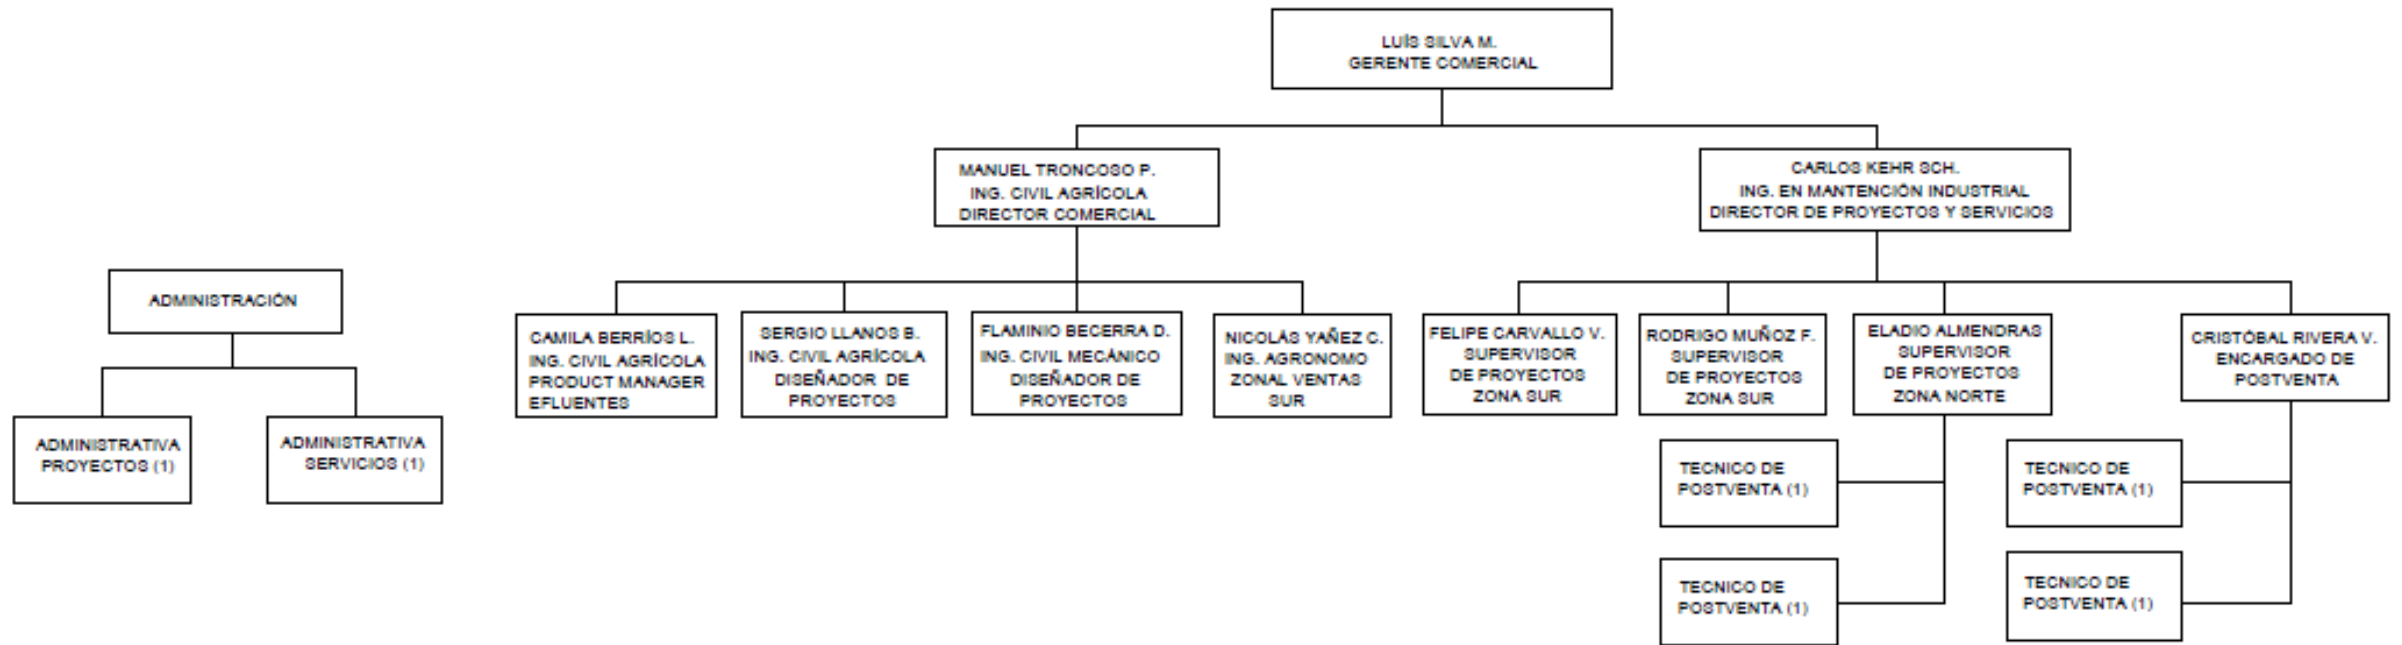 LUÍS SILVA M.
GERENTE COMERCIAL
MANUEL TRONCOSO P.
ING. CIVIL AGRÍCOLA
DIRECTOR COMERCIAL
CARLOS KEHR SCH.
ING. EN MANTENCIÓN INDUSTRIAL
DIRECTOR DE PROYECTOS Y SERVICIOS
ADMINISTRACIÓN
CAMILA BERRÍOS L.
ING. CIVIL AGRÍCOLA
PRODUCT MANAGER
EFLUENTES
SERGIO LLANOS B.
ING. CIVIL AGRÍCOLA
DISEÑADOR DE
PROYECTOS
FLAMINIO BECERRA D.
ING. CIVIL MECÁNICO
DISEÑADOR DE
PROYECTOS
NICOLÁS YAÑEZ C.
ING. AGRONOMO
ZONAL VENTAS
SUR
FELIPE CARVALLO V.
SUPERVISOR
DE PROYECTOS
ZONA SUR
RODRIGO MUÑOZ F.
SUPERVISOR
DE PROYECTOS
ZONA SUR
ELADIO ALMENDRAS
SUPERVISOR
DE PROYECTOS
ZONA NORTE
CRISTÓBAL RIVERA V.
ENCARGADO DE
POSTVENTA
ADMINISTRATIVA
PROYECTOS (1)
ADMINISTRATIVA
SERVICIOS (1)
TECNICO DE
POSTVENTA (1)
TECNICO DE
POSTVENTA (1)
TECNICO DE
POSTVENTA (1)
TECNICO DE
POSTVENTA (1)